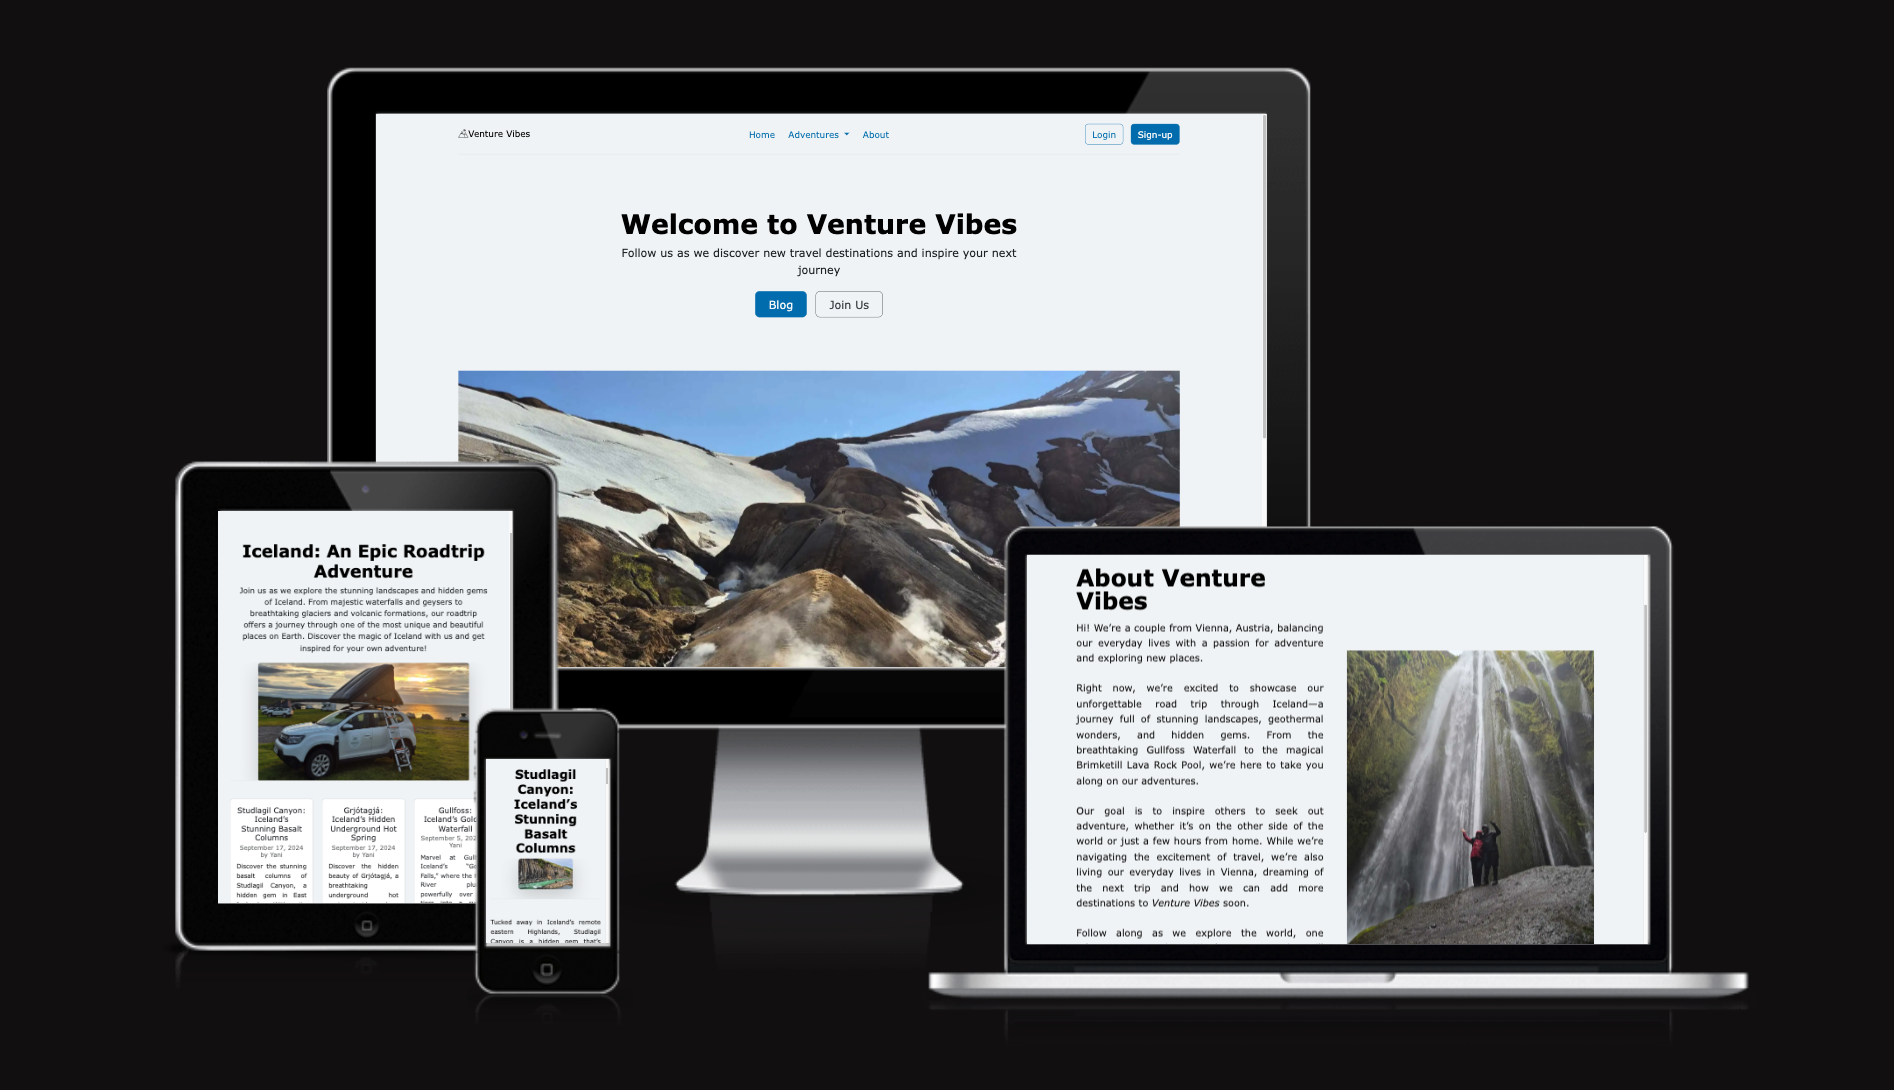 Venture Vibes
Home Adventures About
Login Sign-up
Welcome to Venture Vibes
Follow us as we discover new travel destinations and inspire your next
journey
Blog Join Us
Iceland: An Epic Roadtrip
Adventure
Join us as we explore the stunning landscapes and hidden gems
of Iceland. From majestic waterfalls and geysers to
breathtaking glaciers and volcanic formations, our roadtrip
offers a journey through one of the most unique and beautiful
places on Earth. Discover the magic of Iceland with us and get
inspired for your own adventure!
Studlagil Canyon:
Iceland's
Stunning Basalt
Columns
September 17, 2024
by Yani
Discover the stunning
basalt columns of
Studlagil Canyon, a
hidden gem in East
Grjótagjá:
Iceland's Hidden
Underground Hot
Spring
September 17, 2024
by Yani
Discover the hidden
beauty of Grjótagjá, a
breathtaking
underground hot
Gullfoss:
Iceland's Gold
Waterfall
September 5, 202
Yani
Marvel at Gul
Iceland's "Go
Falls," where the
River plu
powerfully over
Studlagil
Canyon:
Iceland's
Stunning
Basalt
Columns
Tucked away in Iceland's remote
eastern Highlands, Studlagil
Canyon is a hidden gem that's
About Venture
Vibes
Hi! We're a couple from Vienna, Austria, balancing
our everyday lives with a passion for adventure
and exploring new places.
Right now, we're excited to showcase our
unforgettable road trip through Iceland—a
journey full of stunning landscapes, geothermal
wonders, and hidden gems. From the
breathtaking Gullfoss Waterfall to the magical
Brimketill Lava Rock Pool, we're here to take you
along on our adventures.
Our goal is to inspire others to seek out
adventure, whether it's on the other side of the
world or just a few hours from home. While we're
navigating the excitement of travel, we're also
living our everyday lives in Vienna, dreaming of
the next trip and how we can add more
destinations to Venture Vibes soon.
Follow along as we explore the world, one